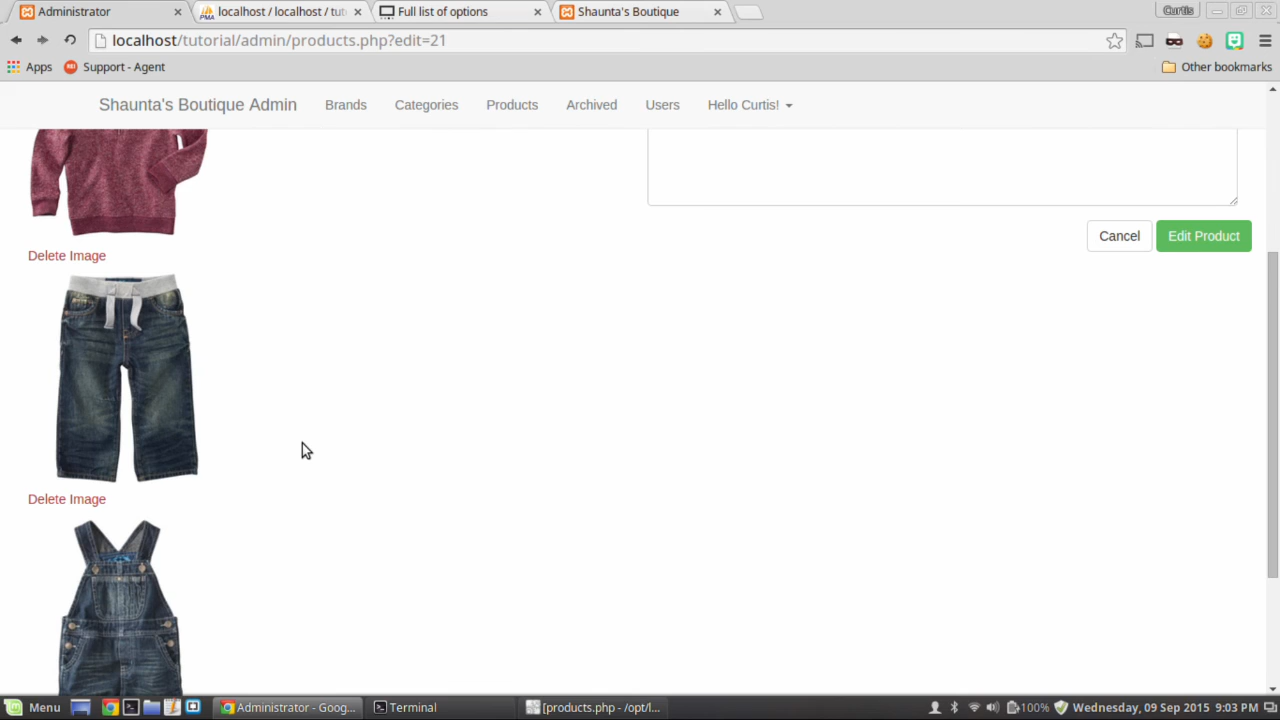 Administrator
localhost / localhost / tut
Full list of options
Shaunta's Boutique
Curtis
localhost/tutorial/admin/products.php?edit=21
Apps
REI
Support - Agent
Other bookmarks
Shaunta's Boutique Admin
Brands
Categories
Products
Archived
Users
Hello Curtis!
Delete Image
Cancel
Edit Product
Delete Image
Menu
Administrator - Goog...
Terminal
[products.php - /opt/l...
100%
Wednesday, 09 Sep 2015
9:03 PM